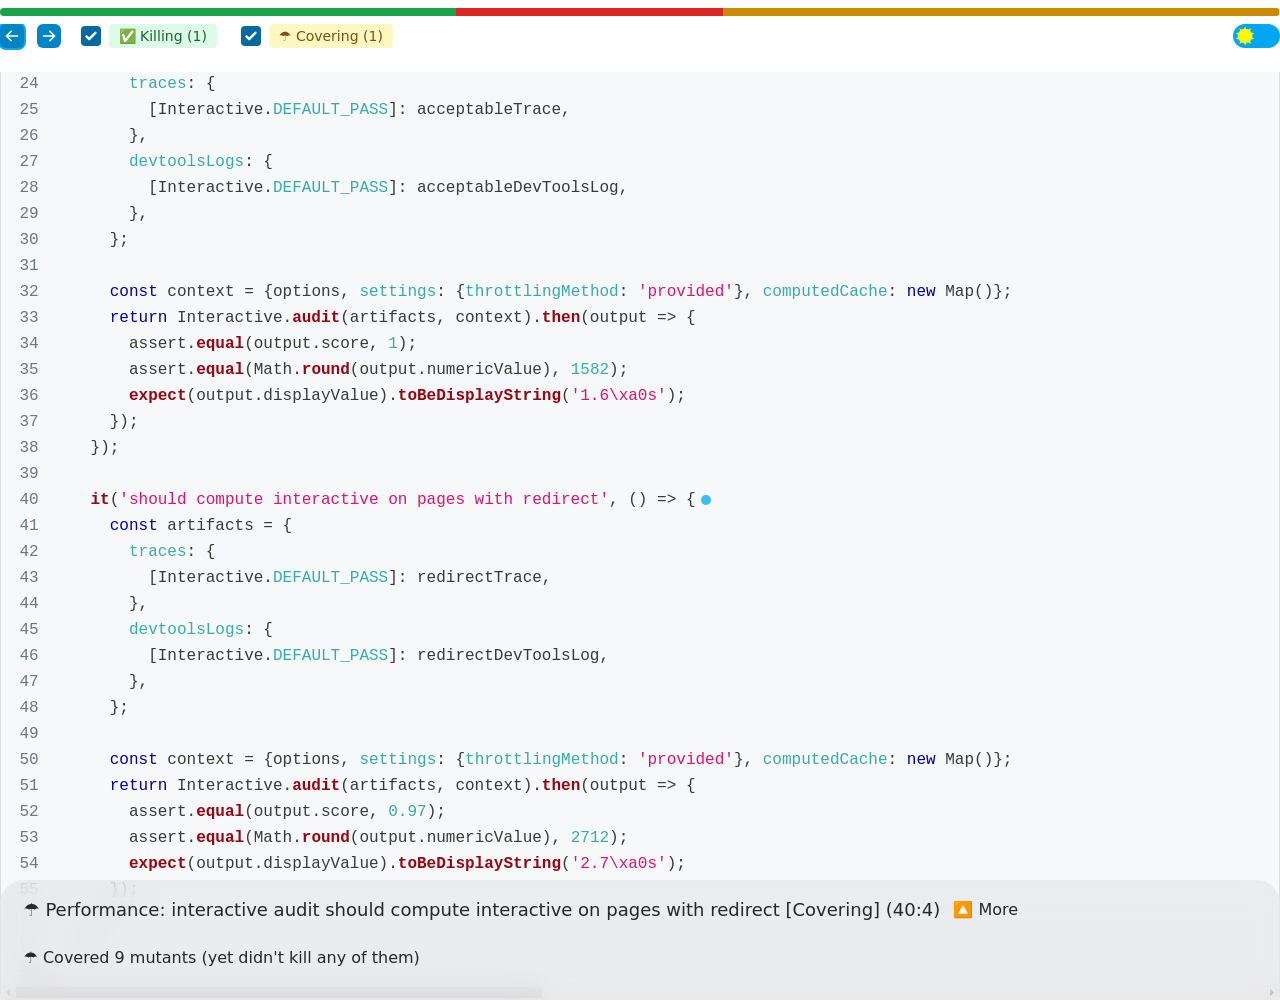 ✅ Killing (1) ☂ Covering (1)
24 traces: {
25 [Interactive.DEFAULT_PASS]: acceptableTrace,
26 },
27 devtoolsLogs: {
28 [Interactive.DEFAULT_PASS]: acceptableDevToolsLog,
29 },
30 };
31
32 const context = {options, settings: {throttlingMethod: 'provided'}, computedCache: new Map()};
33 return Interactive.audit(artifacts, context).then(output => {
34 assert.equal(output.score, 1);
35 assert.equal(Math.round(output.numericValue), 1582);
36 expect(output.displayValue).toBeDisplayString('1.6\xa0s');
37 });
38 });
39
40 it('should compute interactive on pages with redirect', () => {
41 const artifacts = {
42 traces: {
43 [Interactive.DEFAULT_PASS]: redirectTrace,
44 },
45 devtoolsLogs: {
46 [Interactive.DEFAULT_PASS]: redirectDevToolsLog,
47 },
48 };
49
50 const context = {options, settings: {throttlingMethod: 'provided'}, computedCache: new Map()};
51 return Interactive.audit(artifacts, context).then(output => {
52 assert.equal(output.score, 0.97);
53 assert.equal(Math.round(output.numericValue), 2712);
54 expect(output.displayValue).toBeDisplayString('2.7\xa0s');
55 });
☂ Performance: interactive audit should compute interactive on pages with redirect [Covering] (40:4) 🔼 More
☂ Covered 9 mutants (yet didn't kill any of them)